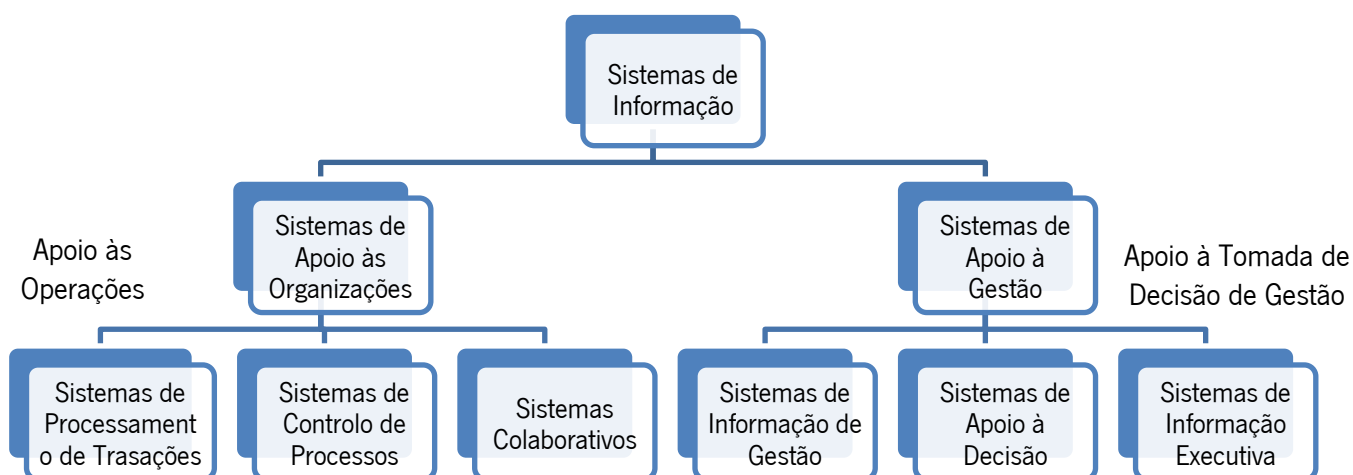 Sistemas de
Informação
Sistemas de
Apoio às
Organizações
Sistemas de
Apoio à
Gestão
Apoio às
Operações
Apoio à Tomada de
Decisão de Gestão
Sistemas de
Processament
o de Trasações
Sistemas de
Controlo de
Processos
Sistemas
Colaborativos
Sistemas de
Informação de
Gestão
Sistemas de
Apoio à
Decisão
Sistemas de
Informação
Executiva